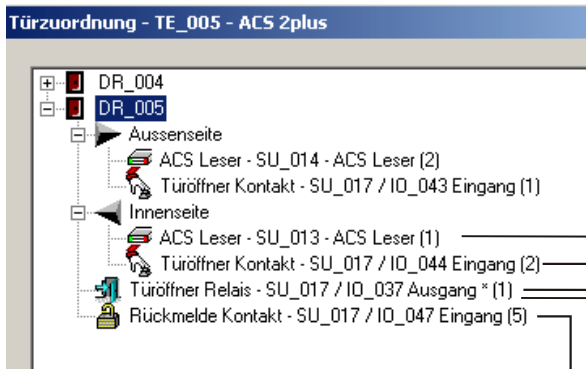 Türzuordnung - TE_005 - ACS 2plus
DR_004
DR_005
Aussenseite
ACS Leser - SU_014 - ACS Leser (2)
Türöffner Kontakt - SU_017 / IO_043 Eingang (1)
Innenseite
ACS Leser - SU_013 - ACS Leser (1)
Türöffner Kontakt - SU_017 / IO_044 Eingang (2)
Türöffner Relais - SU_017 / IO_037 Ausgang * (1)
Rückmelde Kontakt - SU_017 / IO_047 Eingang (5)